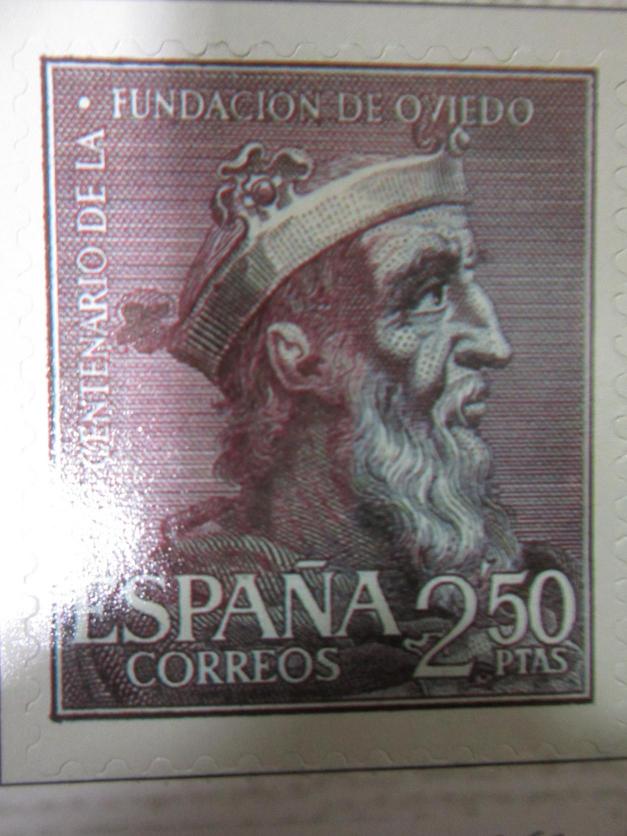 CENTENARIO DE LA
• FUNDACION DE OVIEDO
ESPAÑA 2'50
CORREOS PTAS